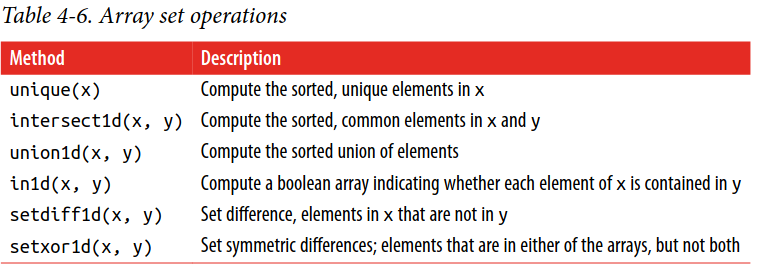 Table 4-6. Array set operations
Method Description
unique(x) Compute the sorted, unique elements in x
intersect1d(x, y) Compute the sorted, common elements in x and y
union1d(x, y) Compute the sorted union of elements
in1d(x, y) Compute a boolean array indicating whether each element of x is contained in y
setdiff1d(x, y) Set difference, elements in x that are not in y
setxor1d(x, y) Set symmetric differences; elements that are in either of the arrays, but not both